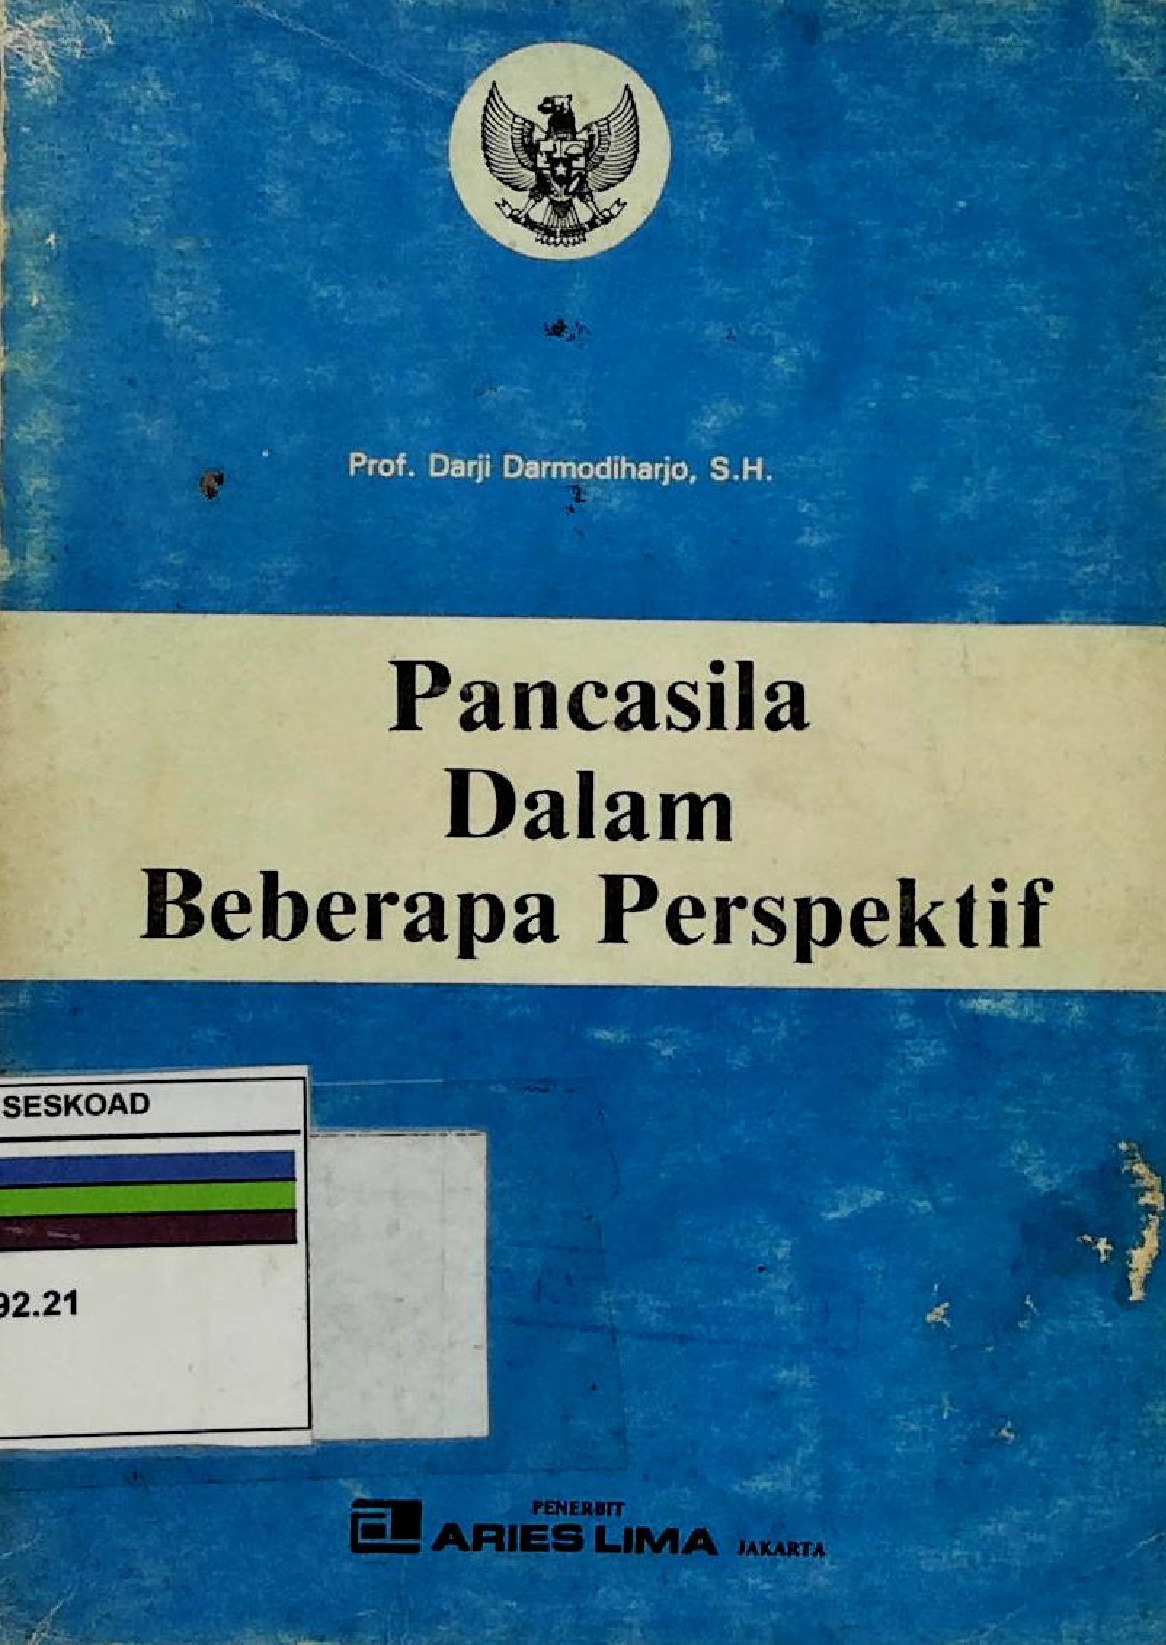 Prof. Darji Darmodiharjo, S.H.
Pancasila
Dalam
Beberapa Perspektif
SESKOAD
92.21
PENERBIT
ARIES LIMA JAKARTA